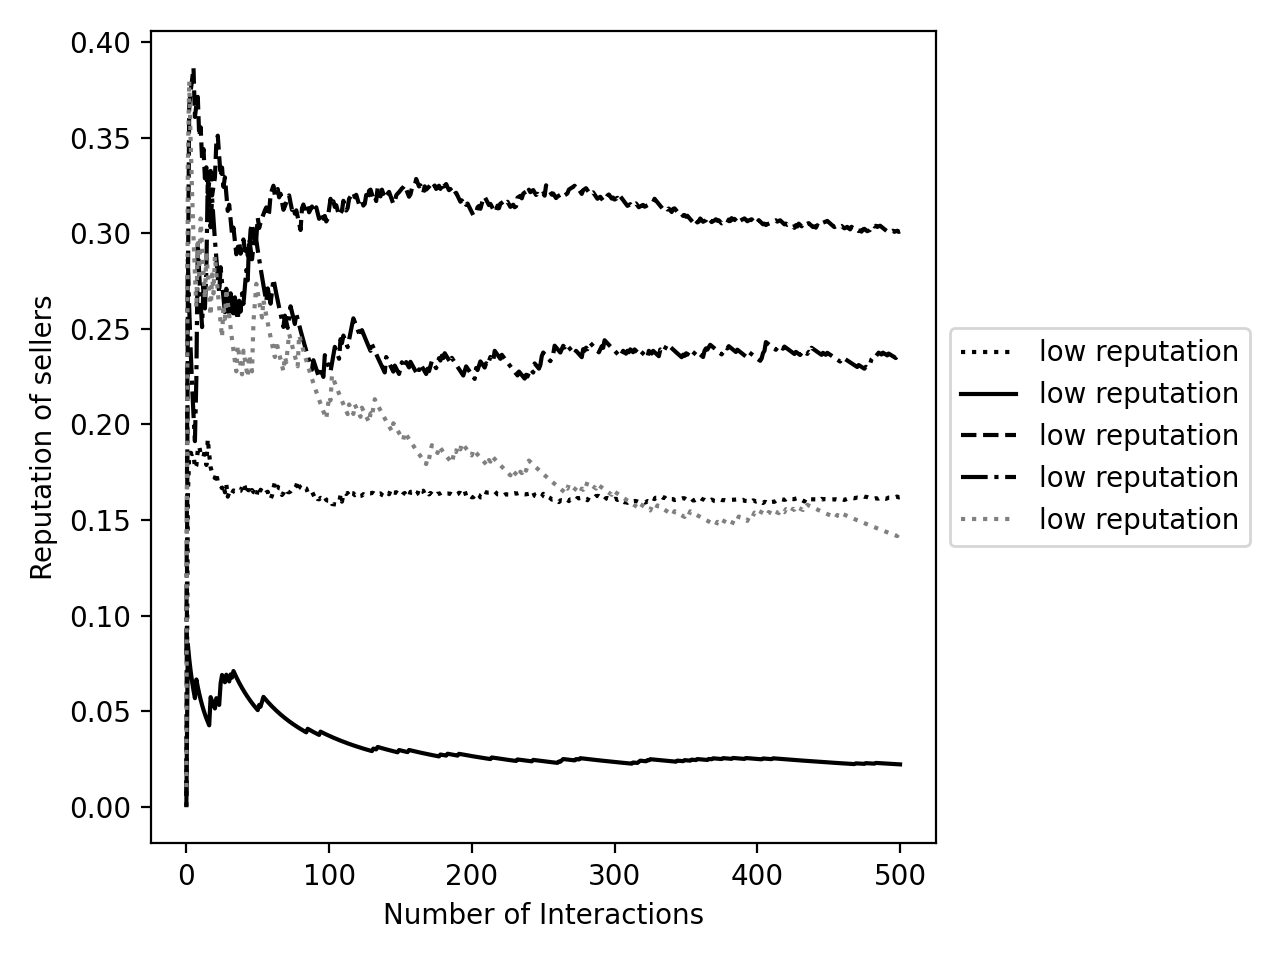 0.40
0.35
0.30
0.25
0.20
0.15
0.10
0.05
0.00
Reputation of sellers
0
100
200
300
400
500
Number of Interactions
low reputation
low reputation
low reputation
low reputation
low reputation